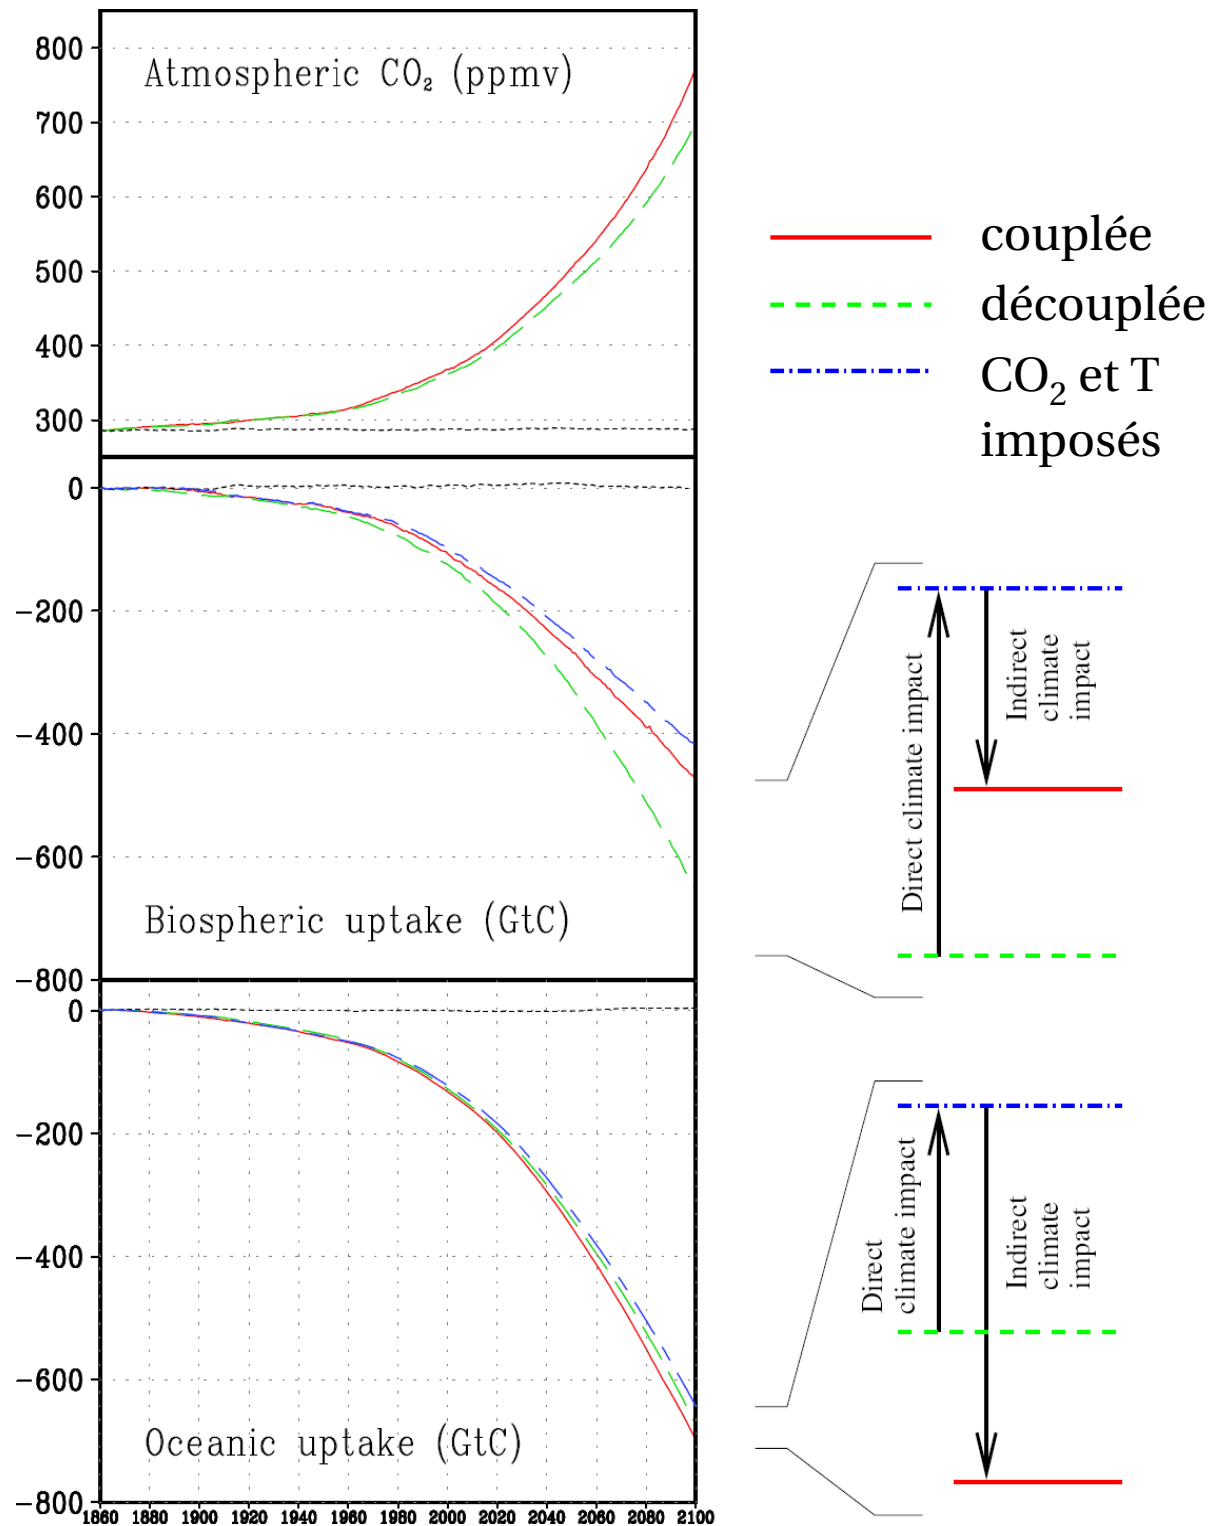 800
700
600
500
400
300
Atmospheric CO₂ (ppmv)
0
-200
-400
-600
-800
Biospheric uptake (GtC)
0
-200
-400
-600
-800
Oceanic uptake (GtC)
1860 1880 1900 1920 1940 1960 1980 2000 2020 2040 2060 2080 2100
couplée
découplée
CO₂ et T
imposés
Direct climate impact
Indirect
climate
impact
Direct
climate impact
Indirect
climate
impact